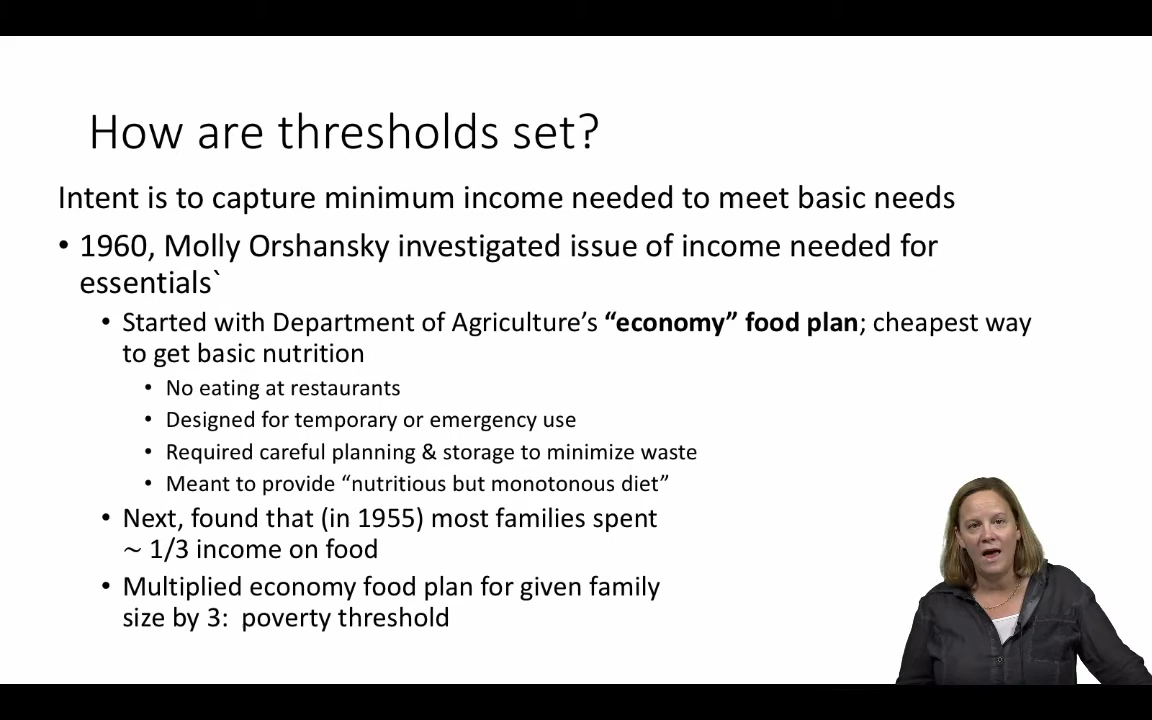 How are thresholds set?
Intent is to capture minimum income needed to meet basic needs
• 1960, Molly Orshansky investigated issue of income needed for
essentials`
• Started with Department of Agriculture’s “economy” food plan; cheapest way
to get basic nutrition
• No eating at restaurants
• Designed for temporary or emergency use
• Required careful planning & storage to minimize waste
• Meant to provide “nutritious but monotonous diet”
• Next, found that (in 1955) most families spent
~ 1/3 income on food
• Multiplied economy food plan for given family
size by 3:  poverty threshold